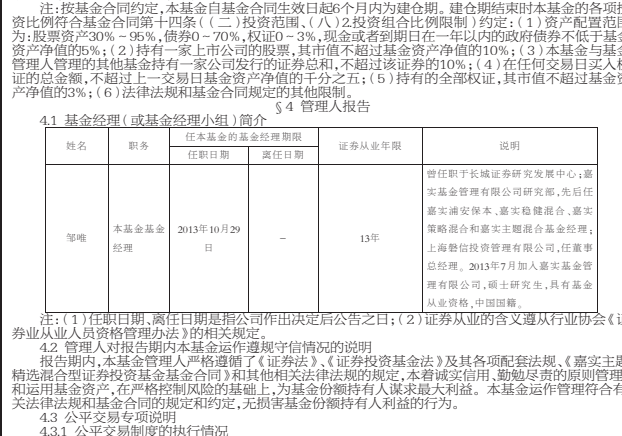 注:按基金合同约定,本基金自基金合同生效日起6个月内为建仓期。建仓期结束时本基金的各项投
资比例符合基金合同第十四条((二)投资范围、(八)2.投资组合比例限制)约定:(1)资产配置范围
为:股票资产30%~95%,债券0~70%,权证0~3%,现金或者到期日在一年以内的政府债券不低于基金
资产净值的5%;(2)持有一家上市公司的股票,其市值不超过基金资产净值的10%;(3)本基金与基金
管理人管理的其他基金持有一家公司发行的证券总和,不超过该证券的10%;(4)在任何交易日买入权
证的总金额,不超过上一交易日基金资产净值的千分之五;(5)持有的全部权证,其市值不超过基金资
产净值的3%;(6)法律法规和基金合同规定的其他限制。
§4 管理人报告
4.1 基金经理(或基金经理小组)简介
姓名 职务 任本基金的基金经理期限 证券从业年限 说明
任职日期 离任日期
邹唯 本基金基金经理 2013年10月29日 - 13年
曾任职于长城证券研究发展中心;嘉
实基金管理有限公司研究部,先后任
嘉实浦安保本、嘉实稳健混合、嘉实
策略混合和嘉实主题混合基金经理;
上海磐信投资管理有限公司,任董事
总经理。2013年7月加入嘉实基金管
理有限公司,硕士研究生,具有基金
从业资格,中国国籍。
注:(1)任职日期、离任日期是指公司作出决定后公告之日;(2)证券从业的含义遵从行业协会《证
券业从业人员资格管理办法》的相关规定。
4.2 管理人对报告期内本基金运作遵规守信情况的说明
报告期内,本基金管理人严格遵循了《证券法》、《证券投资基金法》及其各项配套法规、《嘉实主题
精选混合型证券投资基金基金合同》和其他相关法律法规的规定,本着诚实信用、勤勉尽责的原则管理
和运用基金资产,在严格控制风险的基础上,为基金份额持有人谋求最大利益。本基金运作管理符合有
关法律法规和基金合同的规定和约定,无损害基金份额持有人利益的行为。
4.3 公平交易专项说明
4.3.1 公平交易制度的执行情况